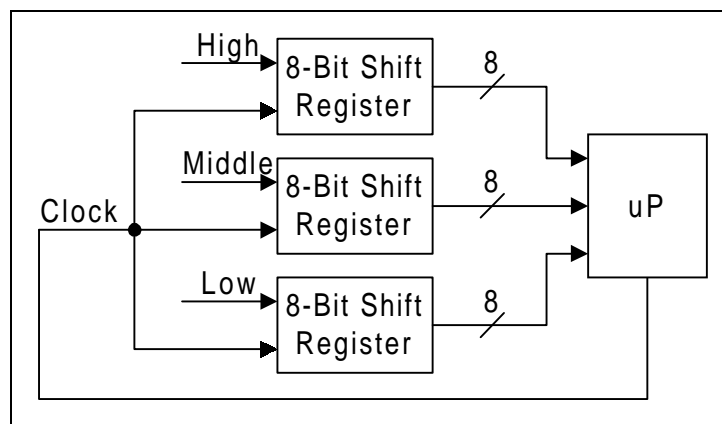 High
8-Bit Shift
Register
8
Middle
8-Bit Shift
Register
8
Clock
uP
Low
8-Bit Shift
Register
8